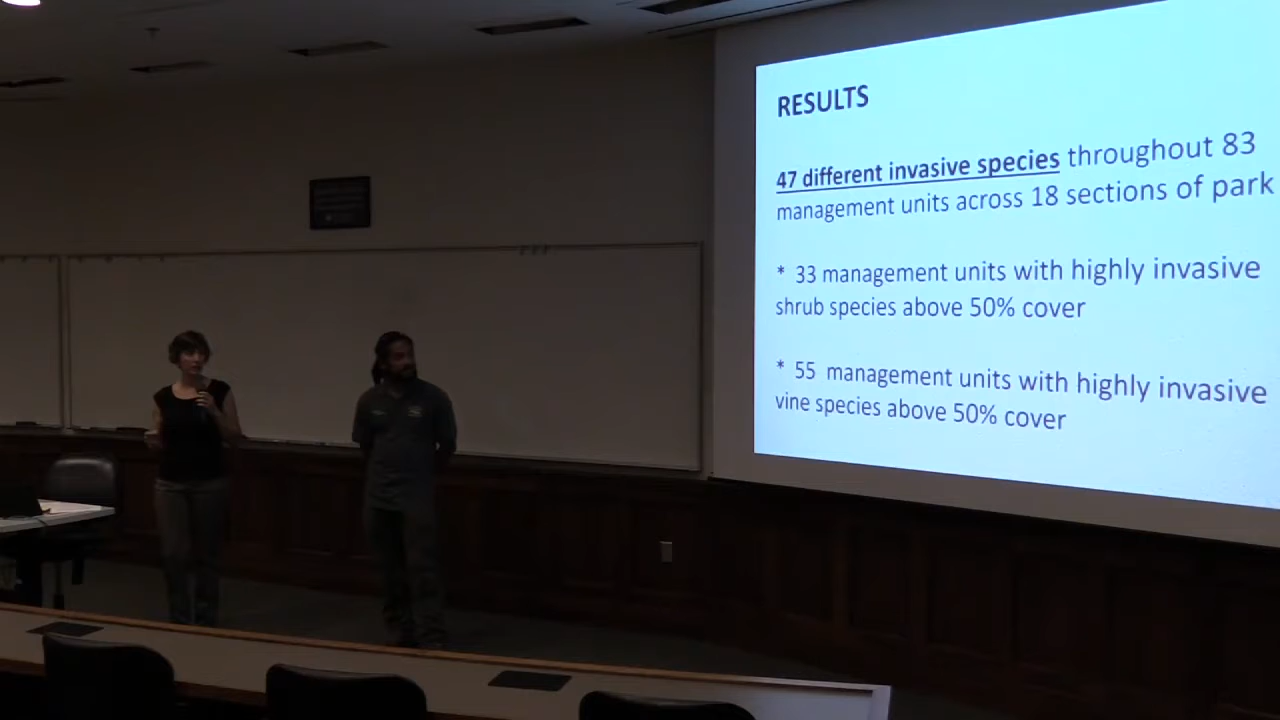 RESULTS
47 different invasive species throughout 83
management units across 18 sections of park
* 33 management units with highly invasive
shrub species above 50% cover
* 55 management units with highly invasive
vine species above 50% cover